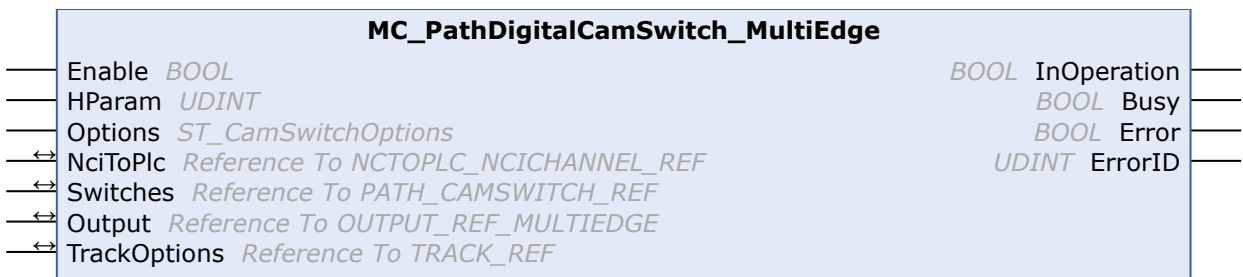 MC_PathDigitalCamSwitch_MultiEdge
Enable BOOL BOOL InOperation
HParam UDINT BOOL Busy
Options ST_CamSwitchOptions BOOL Error
NciToPlc Reference To NCTOPLC_NCICHANNEL_REF UDINT ErrorID
Switches Reference To PATH_CAMSWITCH_REF
Output Reference To OUTPUT_REF_MULTIEDGE
TrackOptions Reference To TRACK_REF